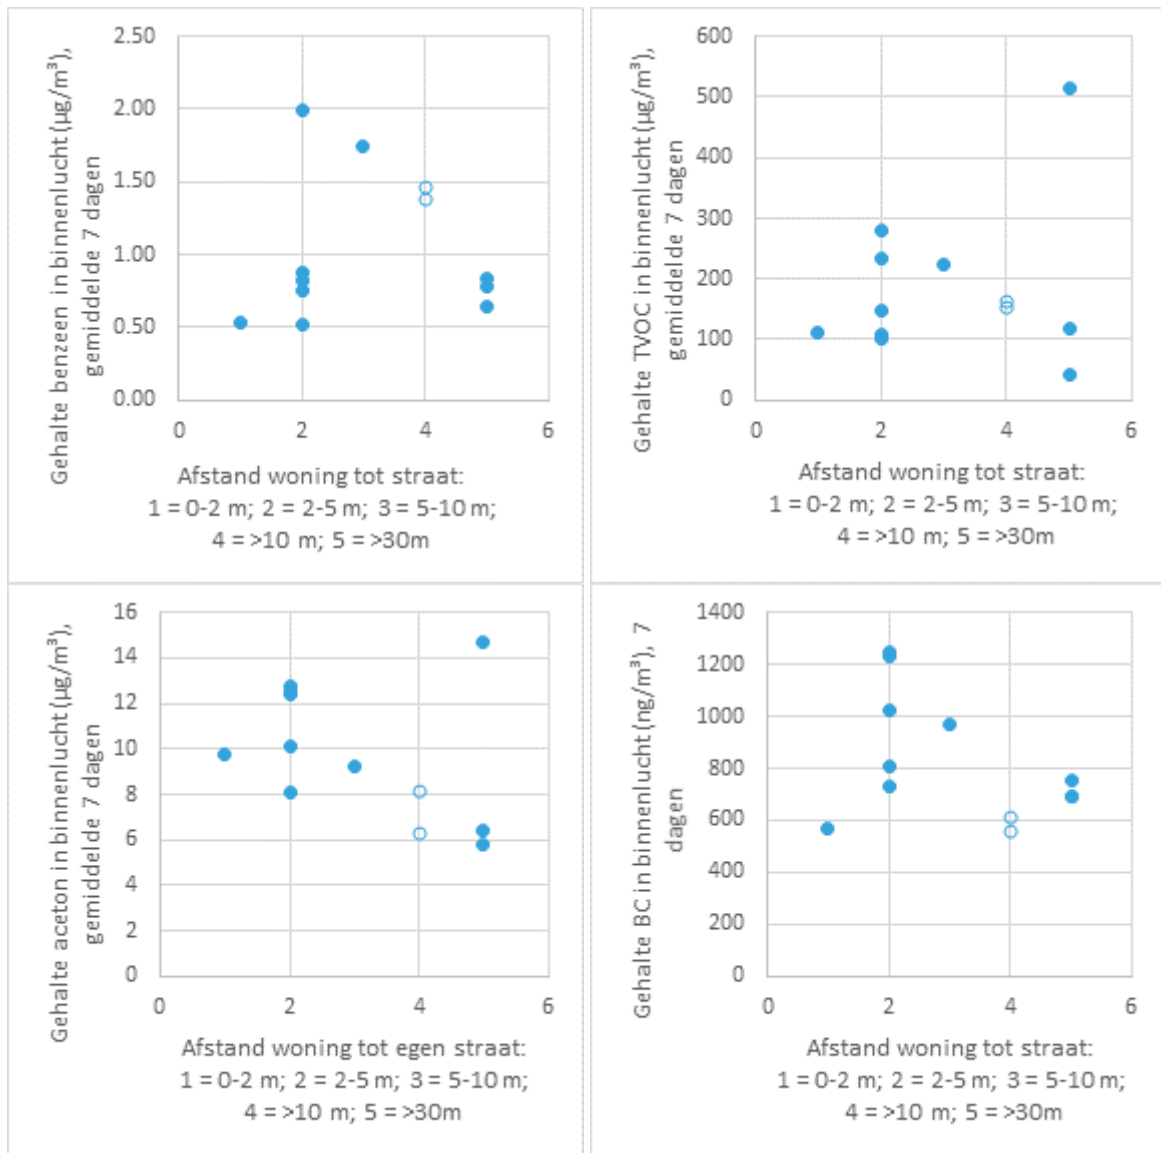 Gehalte benzeen in binnenlucht (µg/m³),
gemiddelde 7 dagen
2.50
2.00
1.50
1.00
0.50
0.00
0 2 4 6
Afstand woning tot straat:
1 = 0-2 m; 2 = 2-5 m; 3 = 5-10 m;
4 = >10 m; 5 = >30m
Gehalte TVOC in binnenlucht (µg/m³),
gemiddelde 7 dagen
600
500
400
300
200
100
0
0 2 4 6
Afstand woning tot straat:
1 = 0-2 m; 2 = 2-5 m; 3 = 5-10 m;
4 = >10 m; 5 = >30m
Gehalte aceton in binnenlucht (µg/m³),
gemiddelde 7 dagen
16
14
12
10
8
6
4
2
0
0 2 4 6
Afstand woning tot egen straat:
1 = 0-2 m; 2 = 2-5 m; 3 = 5-10 m;
4 = >10 m; 5 = >30m
Gehalte BC in binnenlucht (ng/m³), 7
dagen
1400
1200
1000
800
600
400
200
0
0 2 4 6
Afstand woning tot straat:
1 = 0-2 m; 2 = 2-5 m; 3 = 5-10 m;
4 = >10 m; 5 = >30m